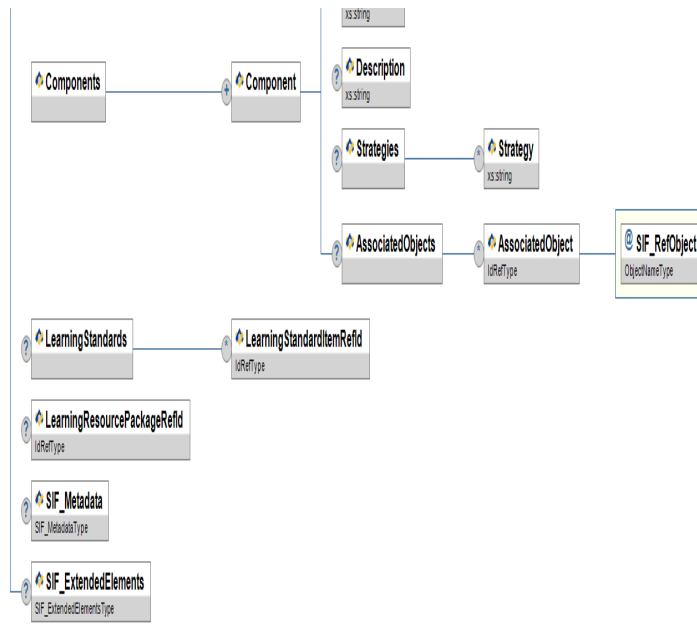 xs:string
? Description
xs:string
Components
+ Component
? Strategies
* Strategy
xs:string
? AssociatedObjects
* AssociatedObject
IdRefType
@ SIF_RefObject
ObjectNameType
? LearningStandards
* LearningStandardItemRefId
IdRefType
? LearningResourcePackageRefId
IdRefType
? SIF_Metadata
SIF_MetadataType
? SIF_ExtendedElements
SIF_ExtendedElementsType